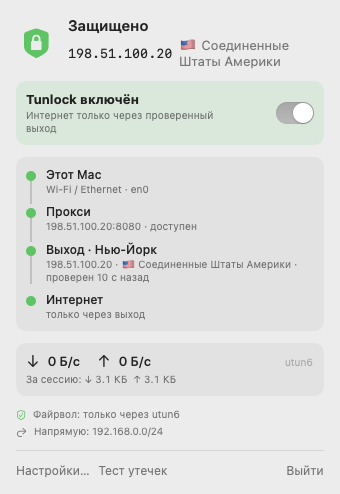 Защищено
198.51.100.20 🇺🇸 Соединенные
Штаты Америки
Tunlock включён
Интернет только через проверенный
выход
Этот Mac
Wi-Fi / Ethernet · en0
Прокси
198.51.100.20:8080 · доступен
Выход · Нью-Йорк
198.51.100.20 · 🇺🇸 Соединенные Штаты Америки ·
проверен 10 с назад
Интернет
только через выход
↓ 0 Б/с ↑ 0 Б/с utun6
За сессию: ↓ 3.1 КБ ↑ 3.1 КБ
Файрвол: только через utun6
Напрямую: 192.168.0.0/24
Настройки... Тест утечек Выйти